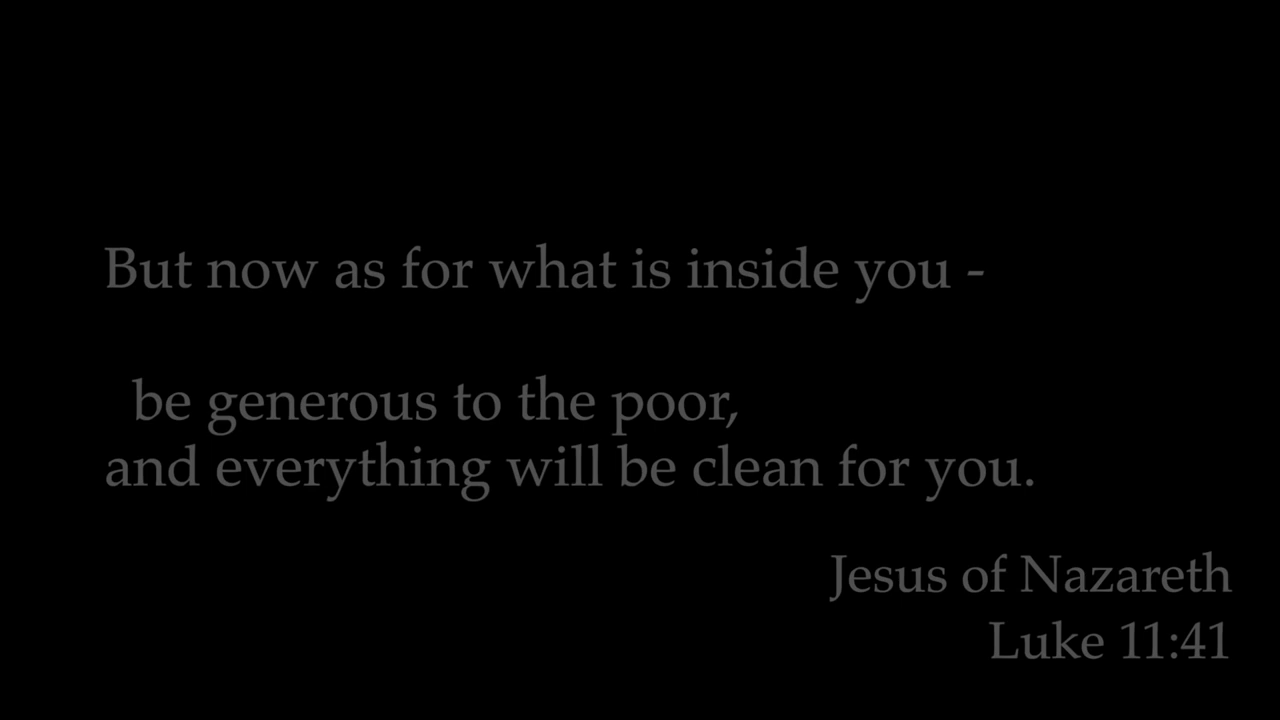 But now as for what is inside you -
be generous to the poor,
and everything will be clean for you.
Jesus of Nazareth
Luke 11:41